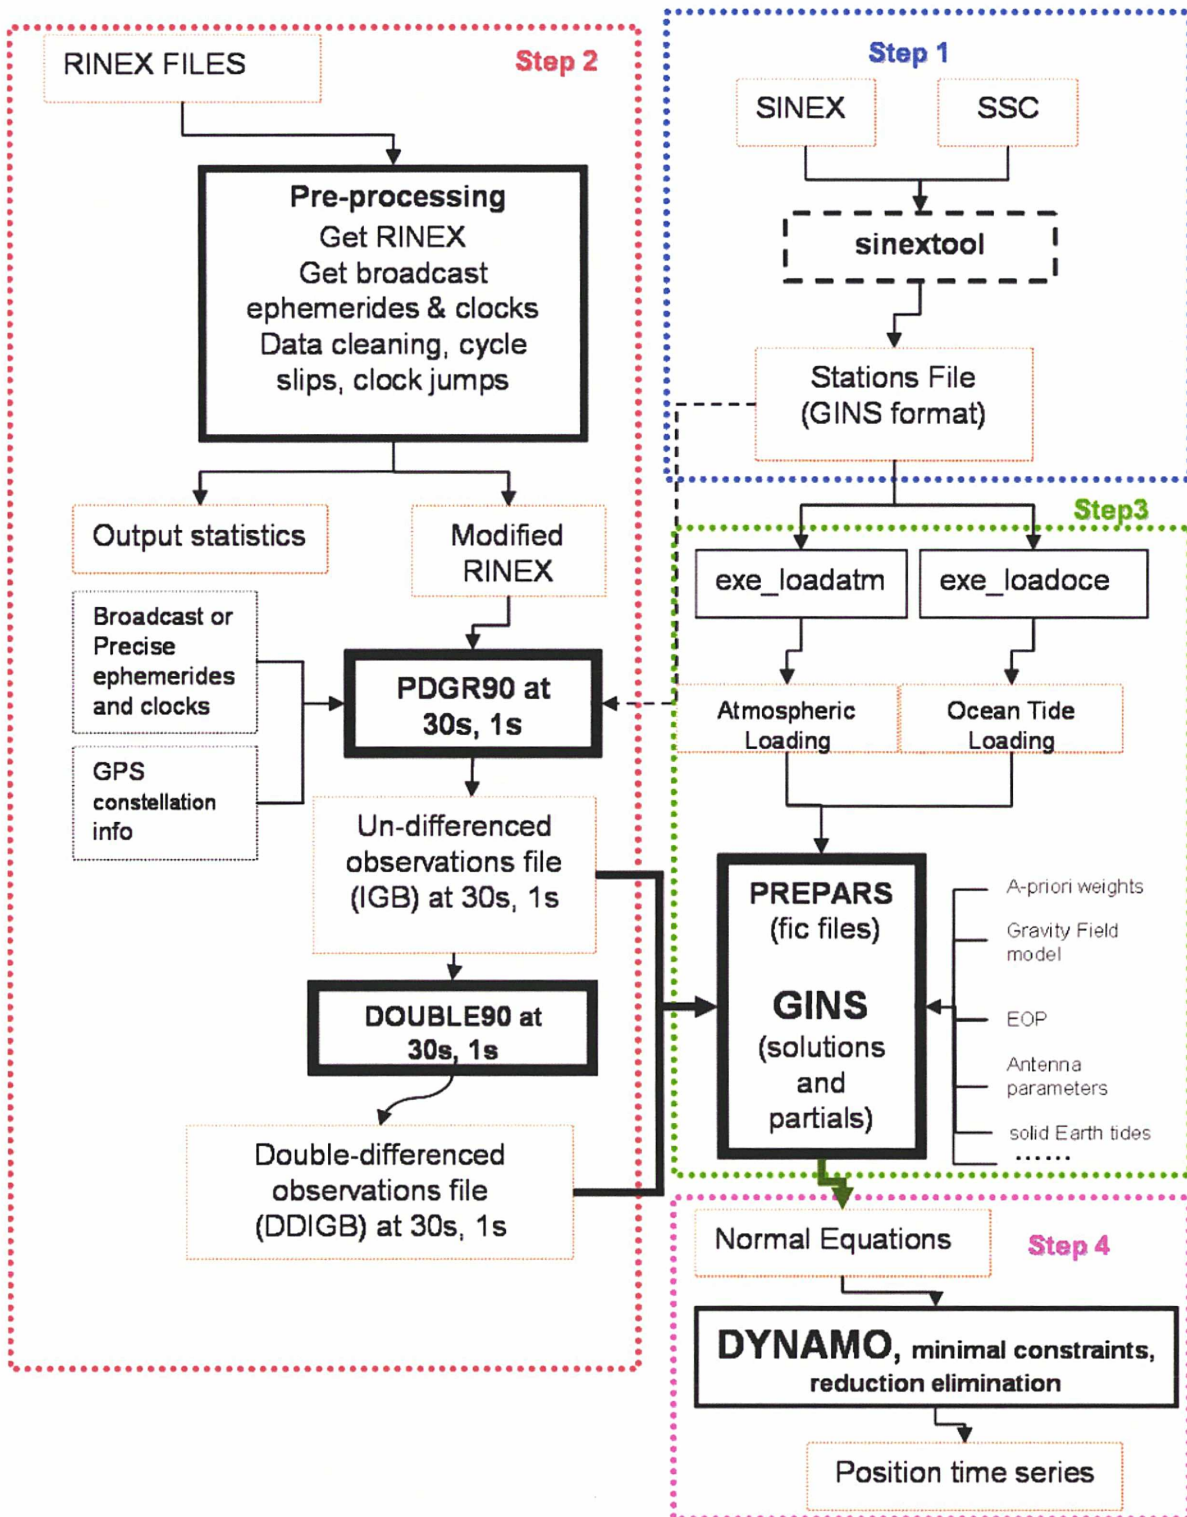 Step 2
RINEX FILES
Pre-processing
Get RINEX
Get broadcast
ephemerides & clocks
Data cleaning, cycle
slips, clock jumps
Output statistics
Modified
RINEX
Broadcast or
Precise
ephemerides
and clocks
PDGR90 at
30s, 1s
GPS
constellation
info
Un-differenced
observations file
(IGB) at 30s, 1s
DOUBLE90 at
30s, 1s
Double-differenced
observations file
(DDIGB) at 30s, 1s
Step 1
SINEX
SSC
sinextool
Stations File
(GINS format)
Step3
exe_loadatm
exe_loadoce
Atmospheric
Loading
Ocean Tide
Loading
PREPARS
(fic files)
GINS
(solutions
and
partials)
A-priori weights
Gravity Field
model
EOP
Antenna
parameters
solid Earth tides
......
Normal Equations
Step 4
DYNAMO, minimal constraints,
reduction elimination
Position time series